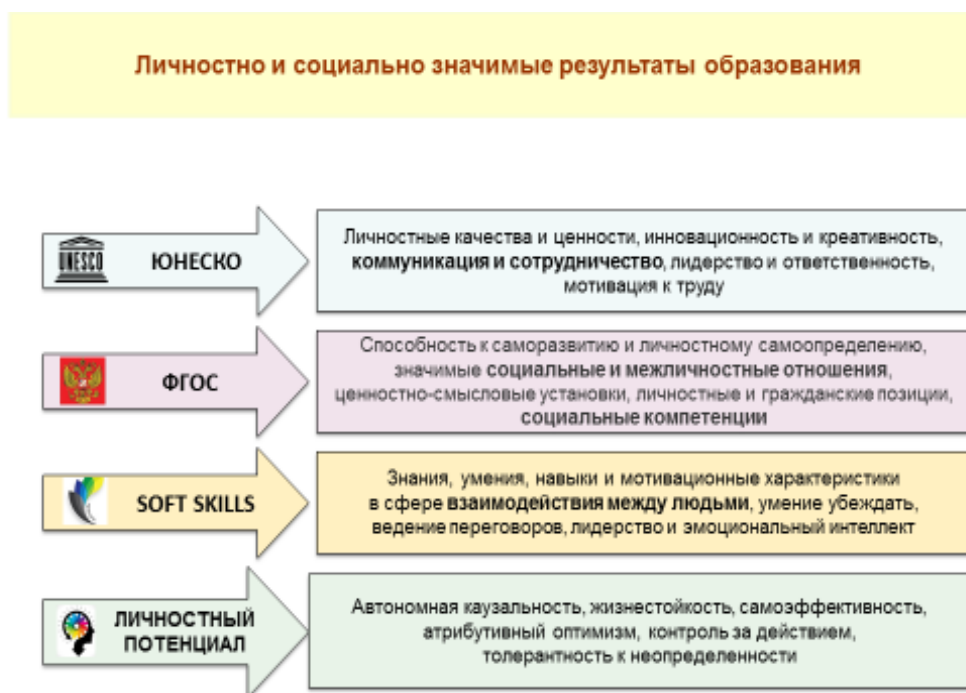 Личностно и социально значимые результаты образования
UNESCO
ЮНЕСКО
Личностные качества и ценности, инновационность и креативность,
коммуникация и сотрудничество, лидерство и ответственность,
мотивация к труду
ФГОС
Способность к саморазвитию и личностному самоопределению,
значимые социальные и межличностные отношения,
ценностно-смысловые установки, личностные и гражданские позиции,
социальные компетенции
SOFT SKILLS
Знания, умения, навыки и мотивационные характеристики
в сфере взаимодействия между людьми, умение убеждать,
ведение переговоров, лидерство и эмоциональный интеллект
ЛИЧНОСТНЫЙ
ПОТЕНЦИАЛ
Автономная каузальность, жизнестойкость, самоэффективность,
атрибутивный оптимизм, контроль за действием,
толерантность к неопределенности